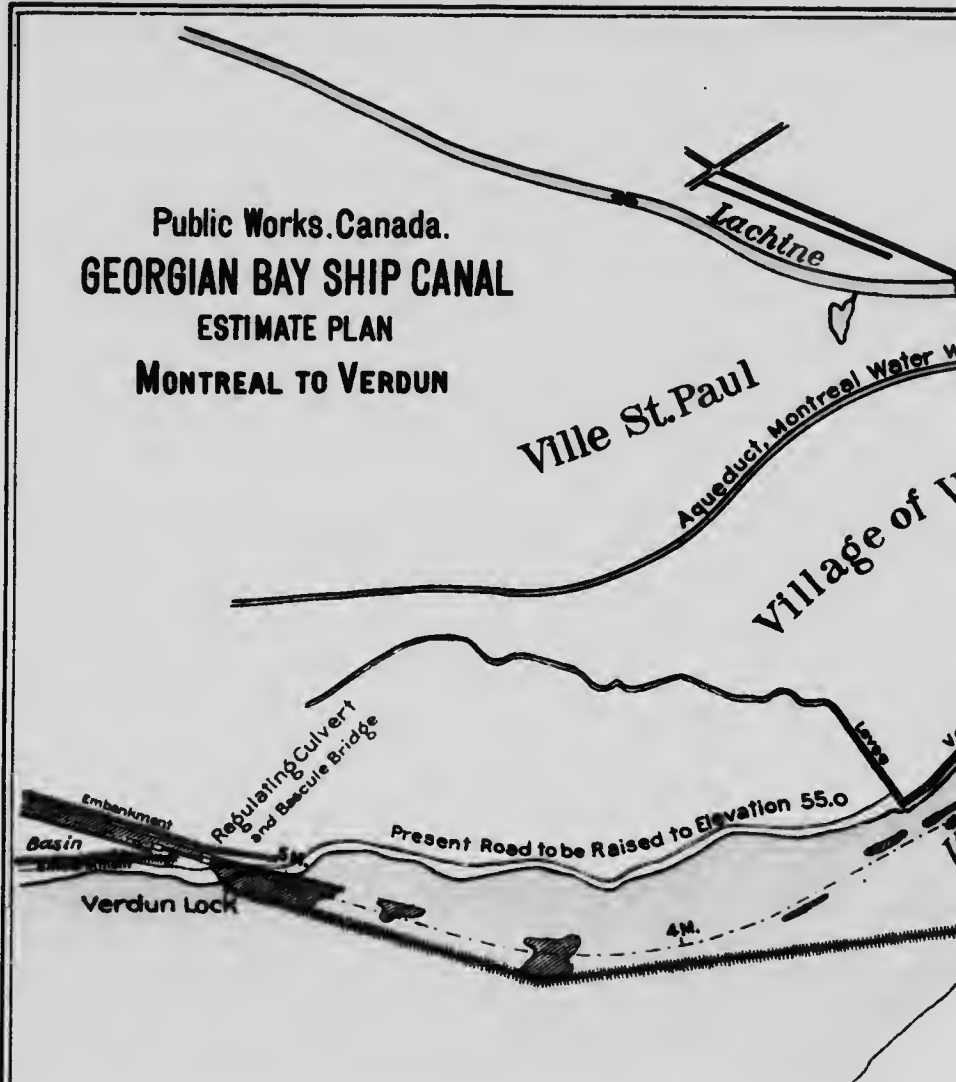 Public Works.Canada.
GEORGIAN BAY SHIP CANAL
ESTIMATE PLAN
MONTREAL TO VERDUN
Lachine
Ville St.Paul
Aqueduct, Montreal Water W
Village of
Levee
Regulating Culvert
and Bascule Bridge
Embankment
Basin
5M.
Present Road to be Raised to Elevation 55.0
Verdun Lock
4M.